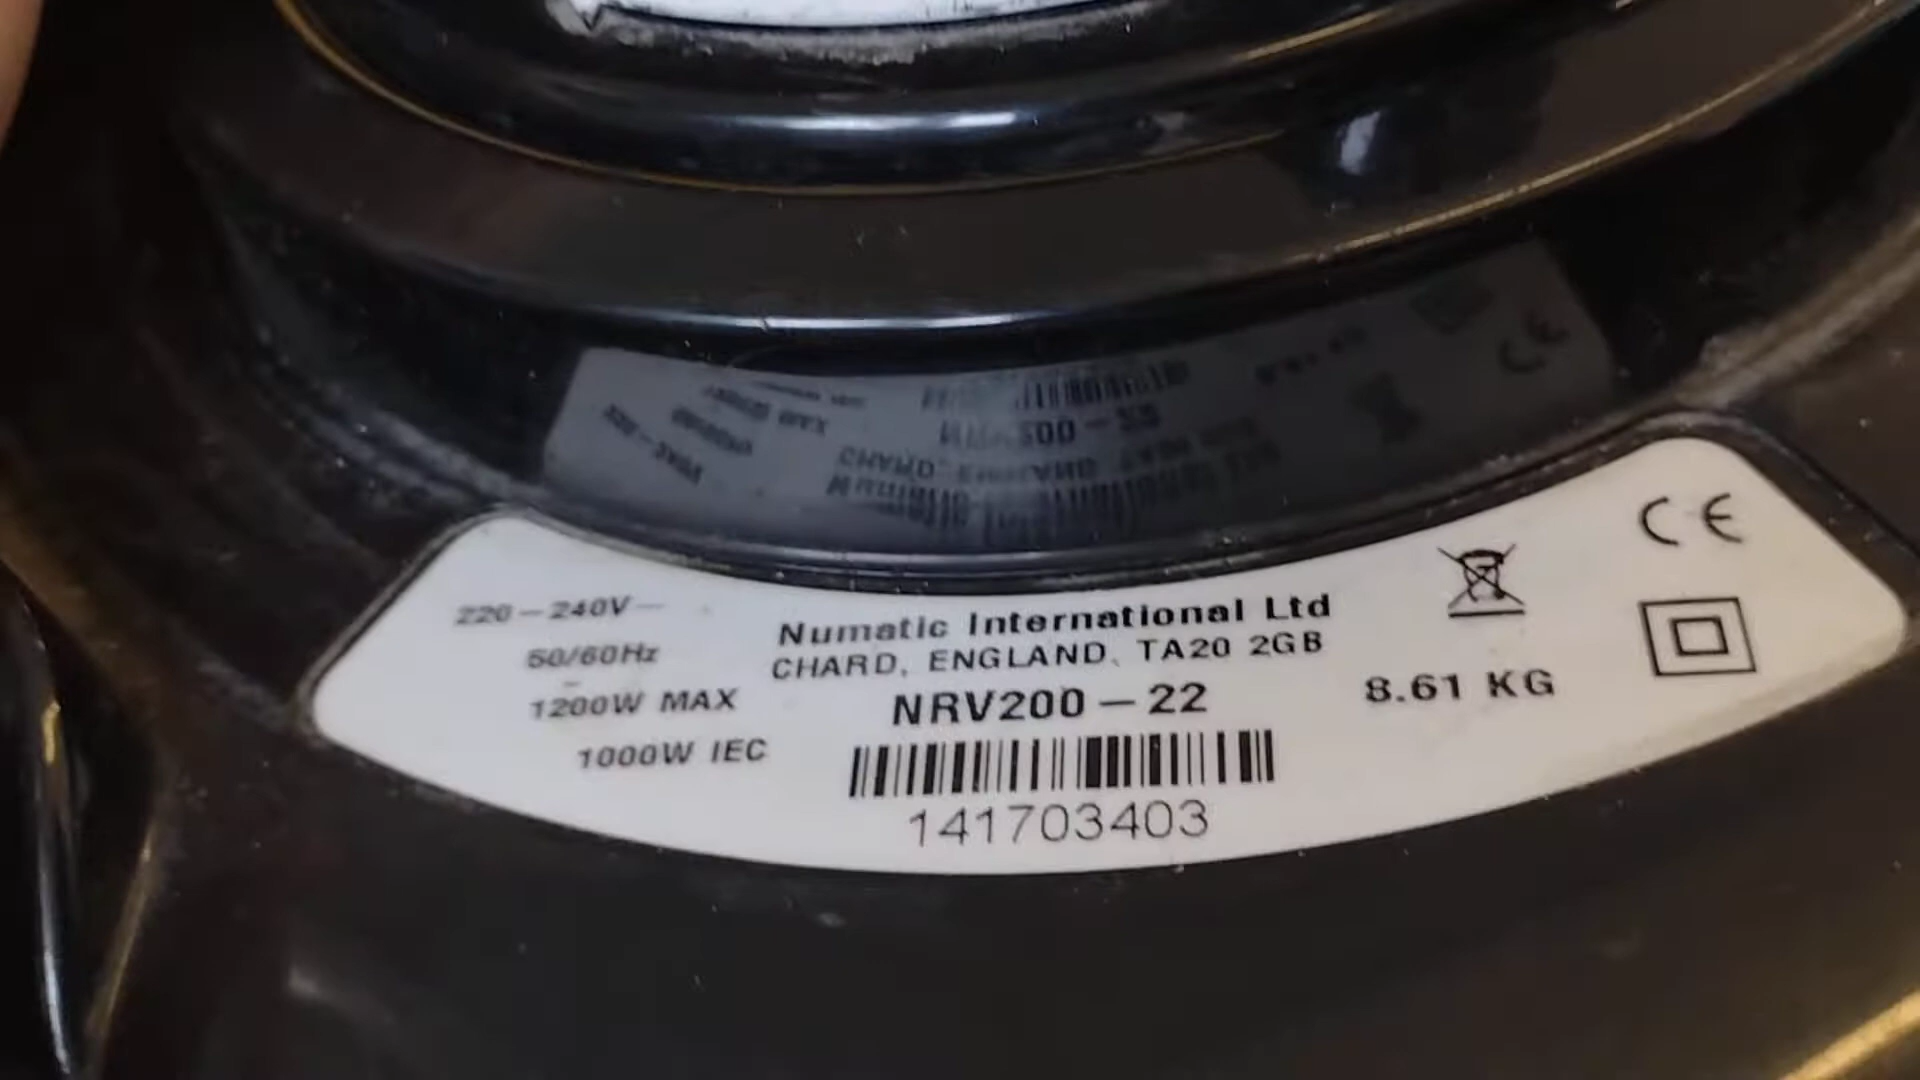 220-240V~
50/60Hz
1200W MAX
1000W IEC
Numatic International Ltd
CHARD, ENGLAND, TA20 2GB
NRV200-22
141703403
8.61 KG
CE